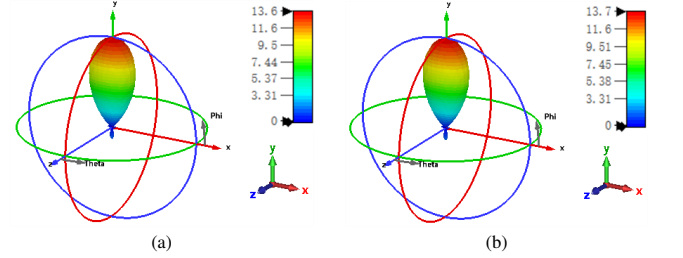 y
13.6
11.6
9.5
7.44
5.37
3.31
0
Phi
x
z
Theta
y
z
x
(a)
y
13.7
11.6
9.51
7.45
5.38
3.31
0
Phi
x
z
Theta
y
z
x
(b)